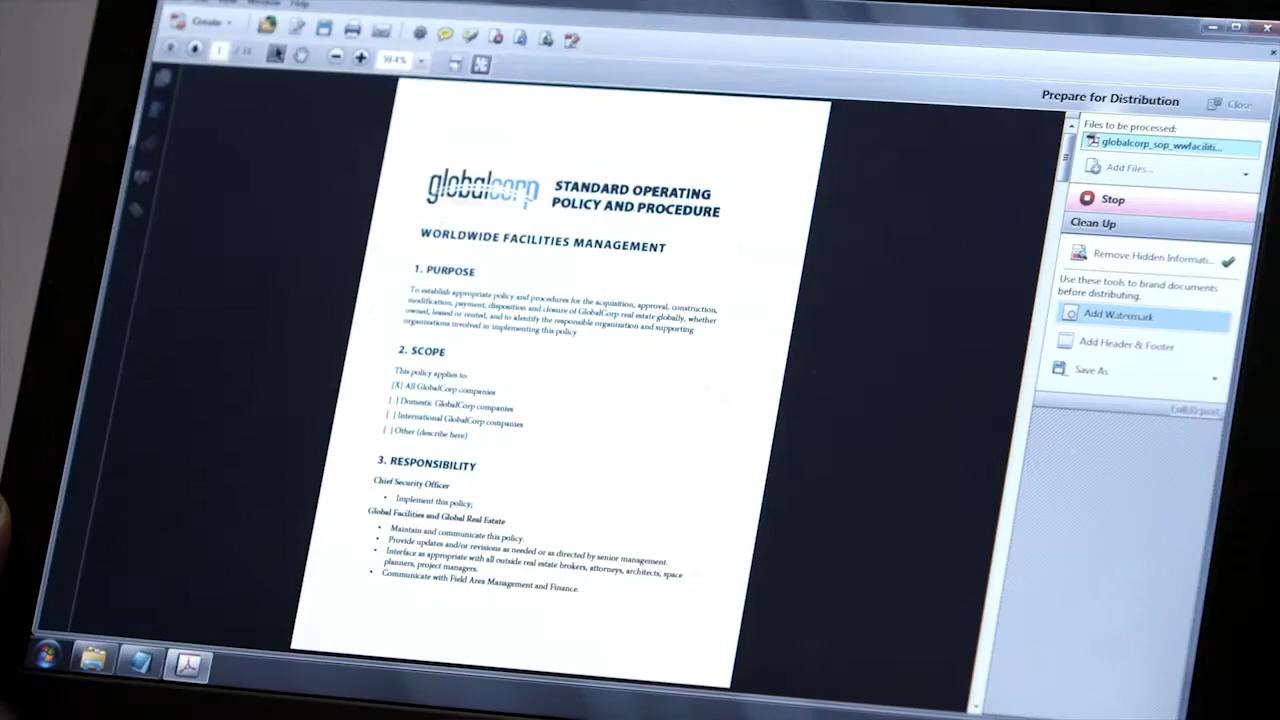 Create
59.4%
Prepare for Distribution
Close
Files to be processed:
globalcorp_sop_wwfaciliti...
Add Files...
Stop
Clean Up
Remove Hidden Informati...
Use these tools to brand documents
before distributing.
Add Watermark
Add Header & Footer
Save As
Full Report
globalcorp
STANDARD OPERATING
POLICY AND PROCEDURE
WORLDWIDE FACILITIES MANAGEMENT
1. PURPOSE
To establish appropriate policy and procedures for the acquisition, approval, construction,
modification, payment, disposition and closure of GlobalCorp real estate globally, whether
owned, leased or rented, and to identify the responsible organization and supporting
organizations involved in implementing this policy.
2. SCOPE
This policy applies to:
[X] All GlobalCorp companies
[ ] Domestic GlobalCorp companies
[ ] International GlobalCorp companies
[ ] Other (describe here)
3. RESPONSIBILITY
Chief Security Officer
• Implement this policy;
Global Facilities and Global Real Estate
• Maintain and communicate this policy.
• Provide updates and/or revisions as needed or as directed by senior management.
• Interface as appropriate with all outside real estate brokers, attorneys, architects, space
planners, project managers.
• Communicate with Field Area Management and Finance.